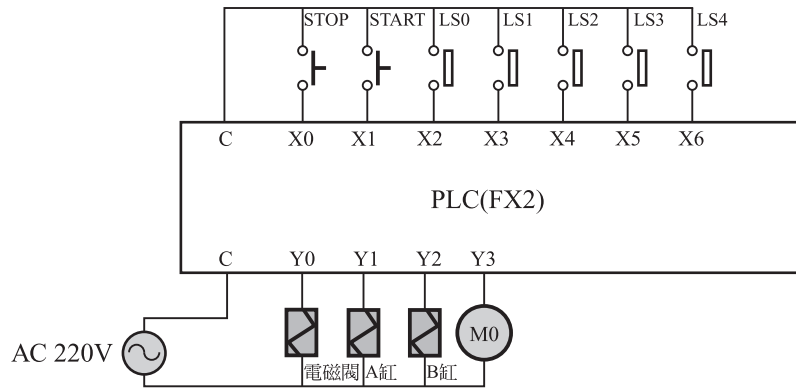 STOP START LS0 LS1 LS2 LS3 LS4
C X0 X1 X2 X3 X4 X5 X6
PLC(FX2)
C Y0 Y1 Y2 Y3
M0
AC 220V
電磁閥 A缸 B缸